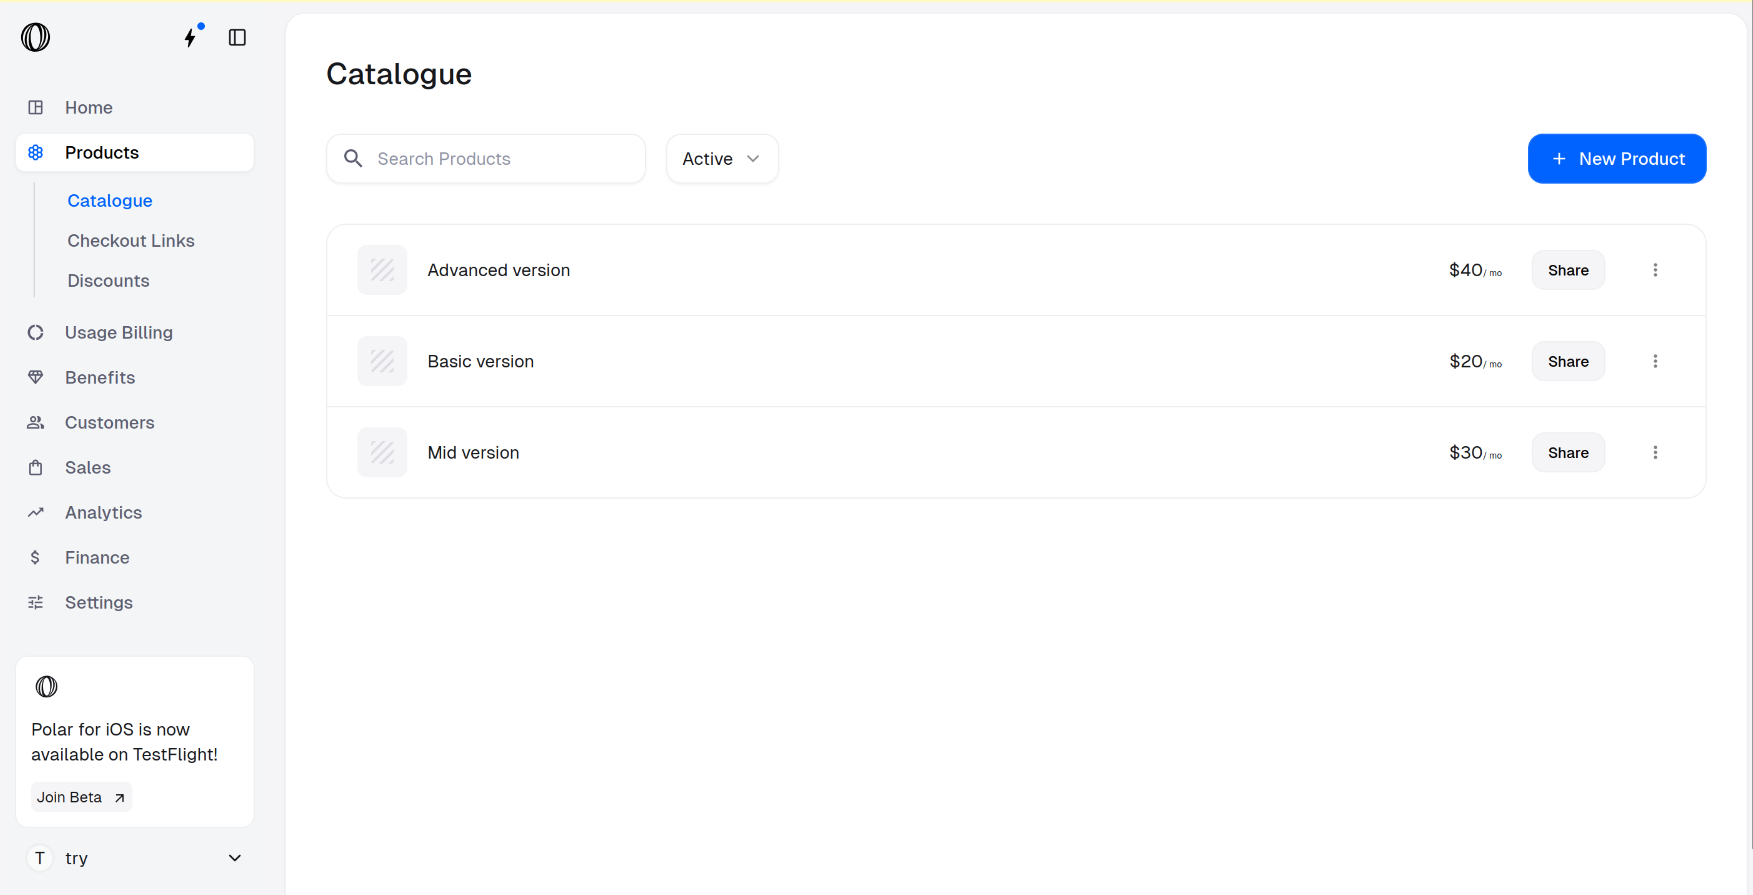 Home
Products
Catalogue
Checkout Links
Discounts
Usage Billing
Benefits
Customers
Sales
Analytics
Finance
Settings
Polar for iOS is now
available on TestFlight!
Join Beta
T try
Catalogue
Search Products
Active
New Product
Advanced version $40/ mo Share
Basic version $20/ mo Share
Mid version $30/ mo Share